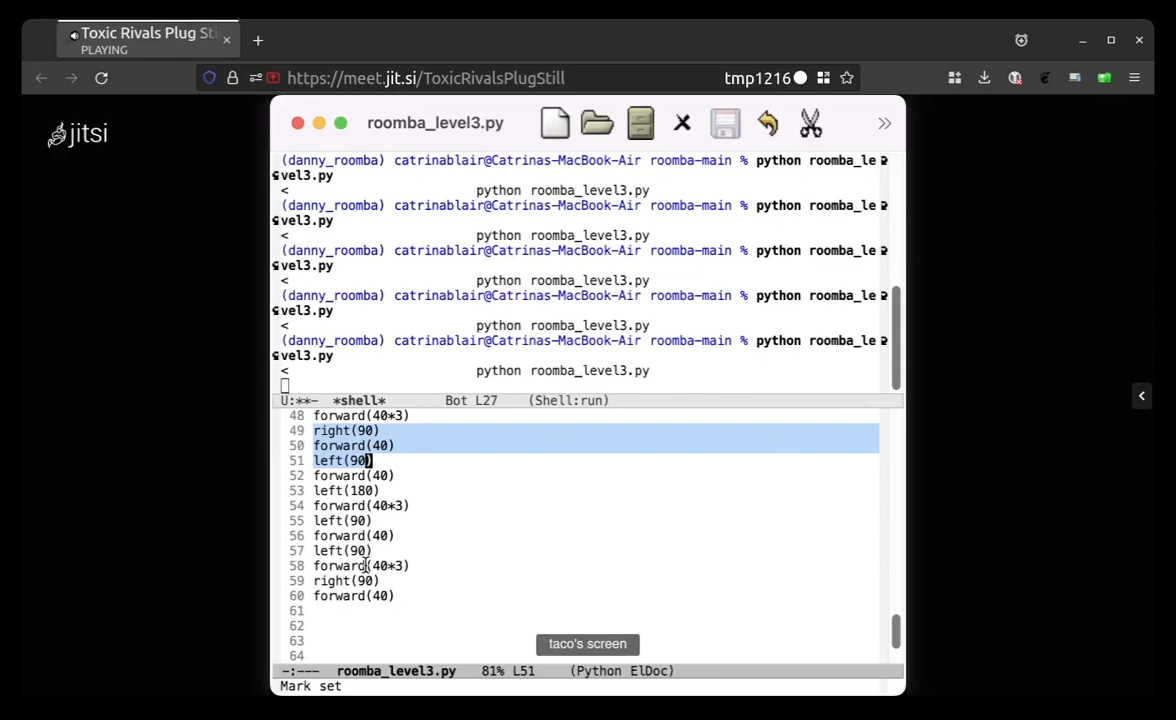 Toxic Rivals Plug Sti
PLAYING
https://meet.jit.si/ToxicRivalsPlugStill
tmp1216
jitsi
roomba_level3.py
(danny_roomba) catrinablair@Catrinas-MacBook-Air roomba-main % python roomba_le
vel3.py
< python roomba_level3.py
(danny_roomba) catrinablair@Catrinas-MacBook-Air roomba-main % python roomba_le
vel3.py
< python roomba_level3.py
(danny_roomba) catrinablair@Catrinas-MacBook-Air roomba-main % python roomba_le
vel3.py
< python roomba_level3.py
(danny_roomba) catrinablair@Catrinas-MacBook-Air roomba-main % python roomba_le
vel3.py
< python roomba_level3.py
(danny_roomba) catrinablair@Catrinas-MacBook-Air roomba-main % python roomba_le
vel3.py
< python roomba_level3.py
U:**- *shell* Bot L27 (Shell:run)
48 forward(40*3)
49 right(90)
50 forward(40)
51 left(90)
52 forward(40)
53 left(180)
54 forward(40*3)
55 left(90)
56 forward(40)
57 left(90)
58 forward(40*3)
59 right(90)
60 forward(40)
61
62
63
64
taco's screen
-:--- roomba_level3.py 81% L51 (Python ElDoc)
Mark set